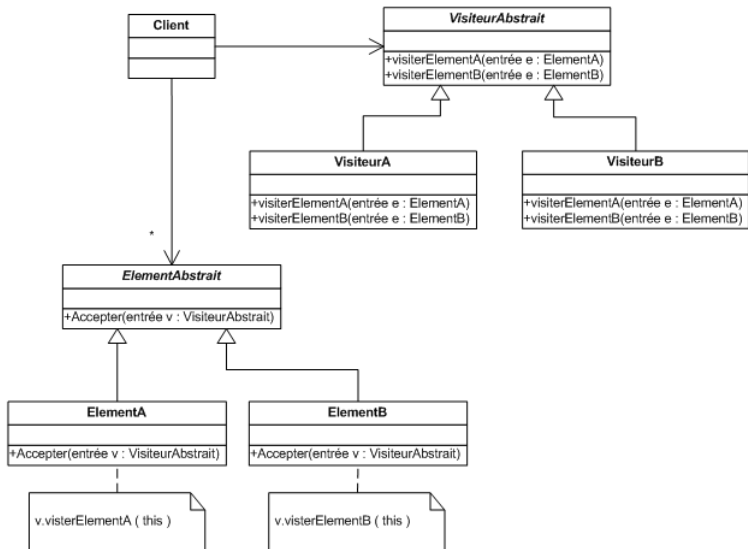 Client
VisiteurAbstrait
+visiterElementA(entrée e : ElementA)
+visiterElementB(entrée e : ElementB)
VisiteurA
+visiterElementA(entrée e : ElementA)
+visiterElementB(entrée e : ElementB)
VisiteurB
+visiterElementA(entrée e : ElementA)
+visiterElementB(entrée e : ElementB)
*
ElementAbstrait
+Accepter(entrée v : VisiteurAbstrait)
ElementA
+Accepter(entrée v : VisiteurAbstrait)
ElementB
+Accepter(entrée v : VisiteurAbstrait)
v.visterElementA ( this )
v.visterElementB ( this )